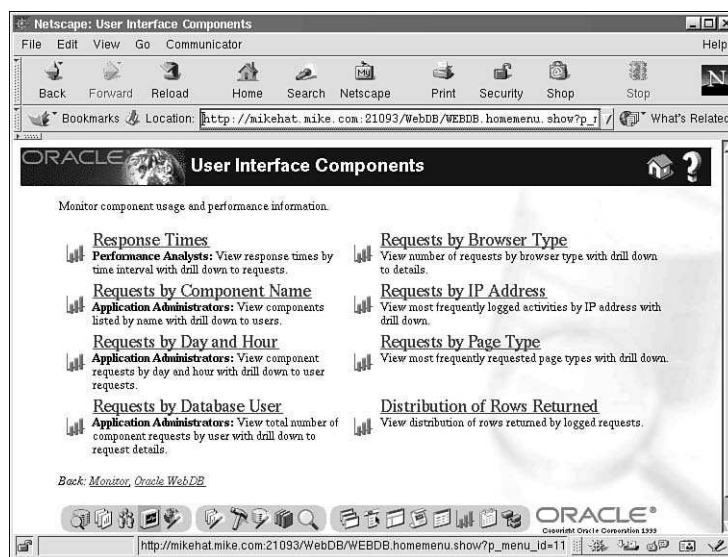 Netscape: User Interface Components
File Edit View Go Communicator Help
Back Forward Reload Home Search Netscape Print Security Shop Stop
My
N
Bookmarks Location: http://mikehat.mike.com:21093/WebDB/WEBDB.homemenu.show?p_ What's Related
ORACLE User Interface Components
Monitor component usage and performance information.
Response Times
Performance Analysts: View response times by
time interval with drill down to requests.
Requests by Browser Type
View number of requests by browser type with drill down
to details.
Requests by Component Name
Application Administrators: View components
listed by name with drill down to users.
Requests by IP Address
View most frequently logged activities by IP address with
drill down.
Requests by Day and Hour
Application Administrators: View component
requests by day and hour with drill down to user
requests.
Requests by Page Type
View most frequently requested page types with drill down.
Requests by Database User
Application Administrators: View total number of
component requests by user with drill down to
request details.
Distribution of Rows Returned
View distribution of rows returned by logged requests.
Back: Monitor, Oracle WebDB
ORACLE®
Copyright Oracle Corporation 1999
http://mikehat.mike.com:21093/WebDB/WEBDB.homemenu.show?p_menu_id=11